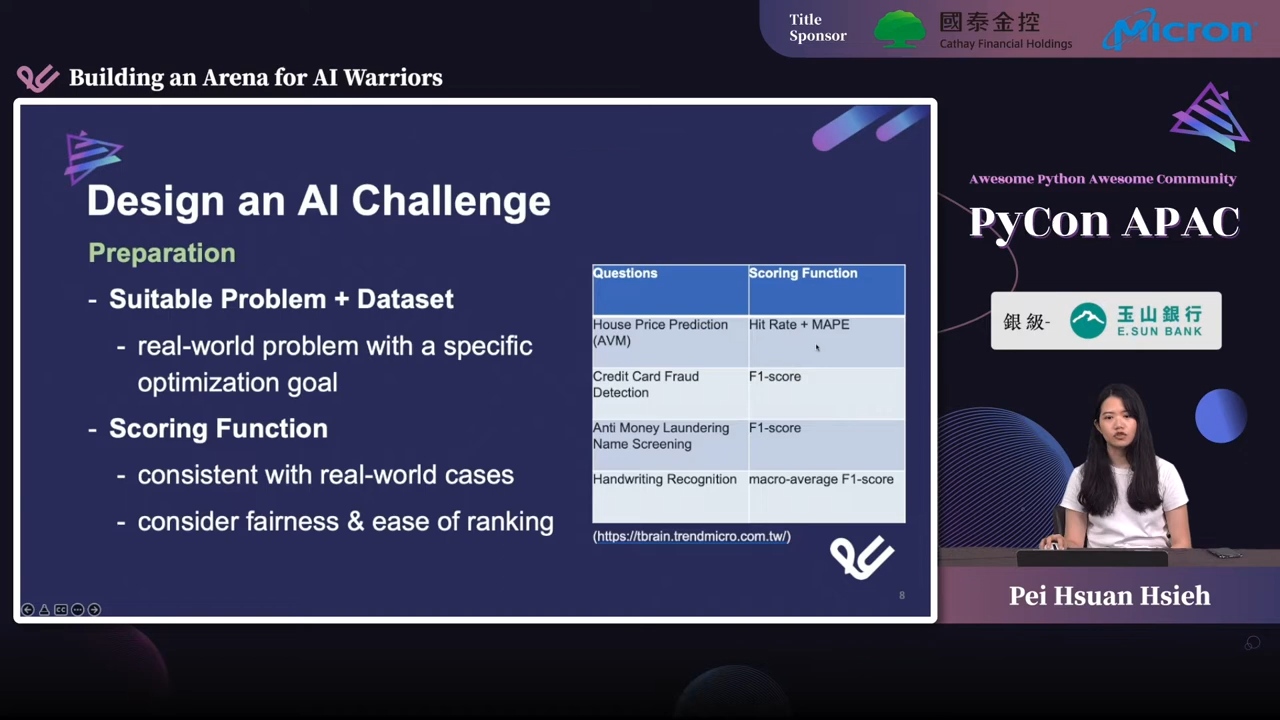 Title
Sponsor
國泰金控
Cathay Financial Holdings
Micron
Building an Arena for AI Warriors
Design an AI Challenge
Preparation
- Suitable Problem + Dataset
- real-world problem with a specific
optimization goal
- Scoring Function
- consistent with real-world cases
- consider fairness & ease of ranking
Questions
Scoring Function
House Price Prediction
(AVM)
Hit Rate + MAPE
Credit Card Fraud
Detection
F1-score
Anti Money Laundering
Name Screening
F1-score
Handwriting Recognition
macro-average F1-score
(https://tbrain.trendmicro.com.tw/)
8
Awesome Python Awesome Community
PyCon APAC
銀級-
玉山銀行
E.SUN BANK
Pei Hsuan Hsieh